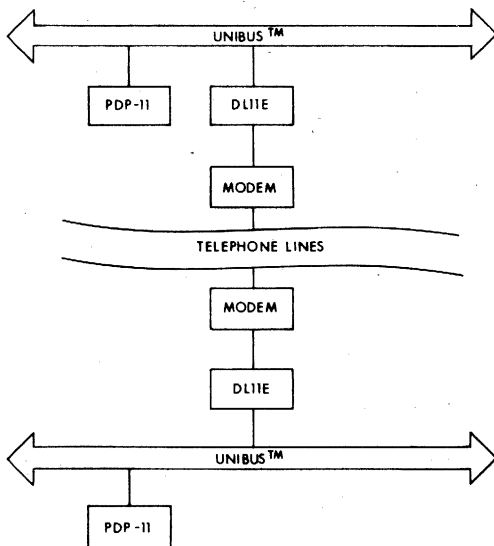 UNIBUS™
PDP-11
DL11E
MODEM
TELEPHONE LINES
MODEM
DL11E
UNIBUS™
PDP-11